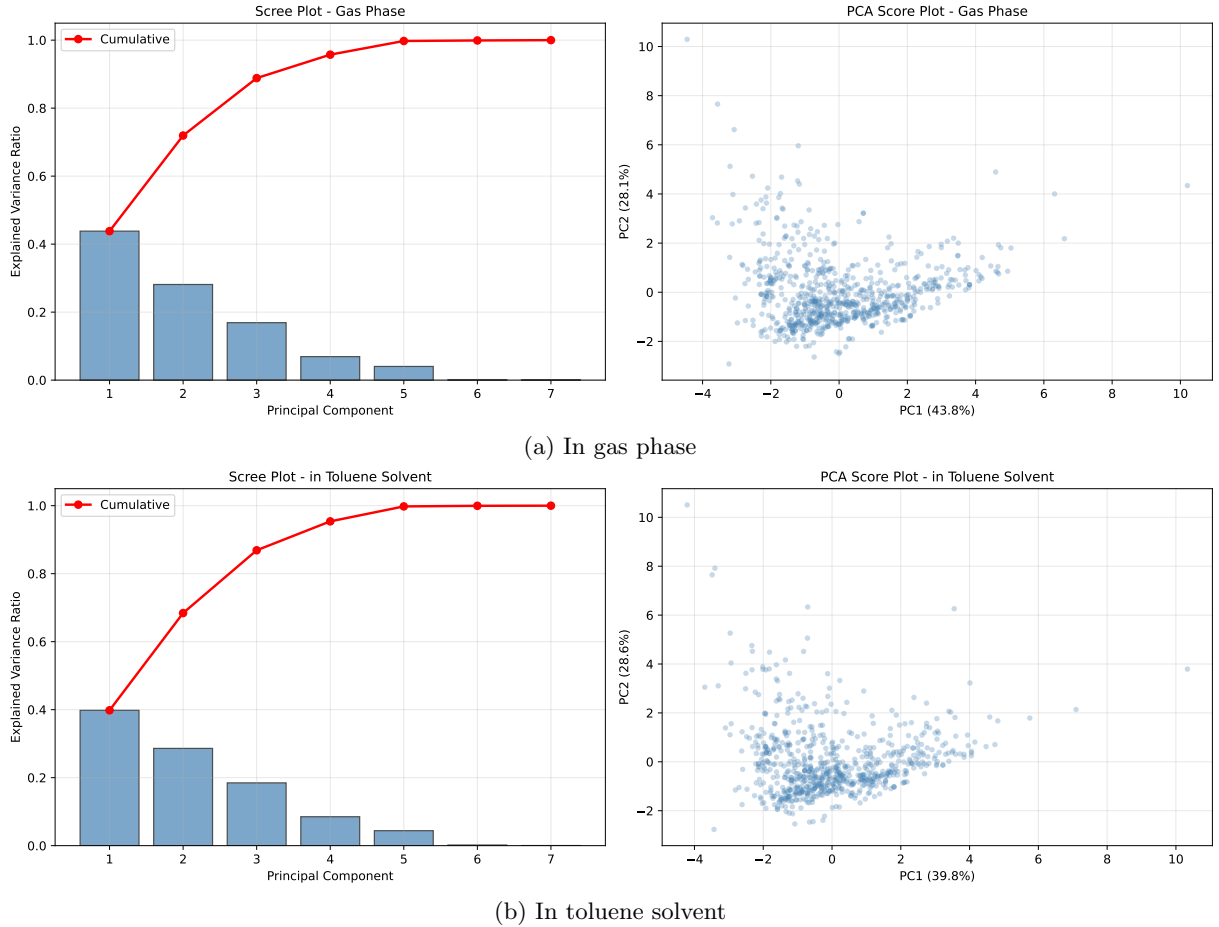 Scree Plot - Gas Phase
Cumulative
Explained Variance Ratio
1.0
0.8
0.6
0.4
0.2
0.0
1 2 3 4 5 6 7
Principal Component
PCA Score Plot - Gas Phase
PC2 (28.1%)
10
8
6
4
2
0
−2
−4 −2 0 2 4 6 8 10
PC1 (43.8%)
(a) In gas phase
Scree Plot - in Toluene Solvent
Cumulative
Explained Variance Ratio
1.0
0.8
0.6
0.4
0.2
0.0
1 2 3 4 5 6 7
Principal Component
PCA Score Plot - in Toluene Solvent
PC2 (28.6%)
10
8
6
4
2
0
−2
−4 −2 0 2 4 6 8 10
PC1 (39.8%)
(b) In toluene solvent